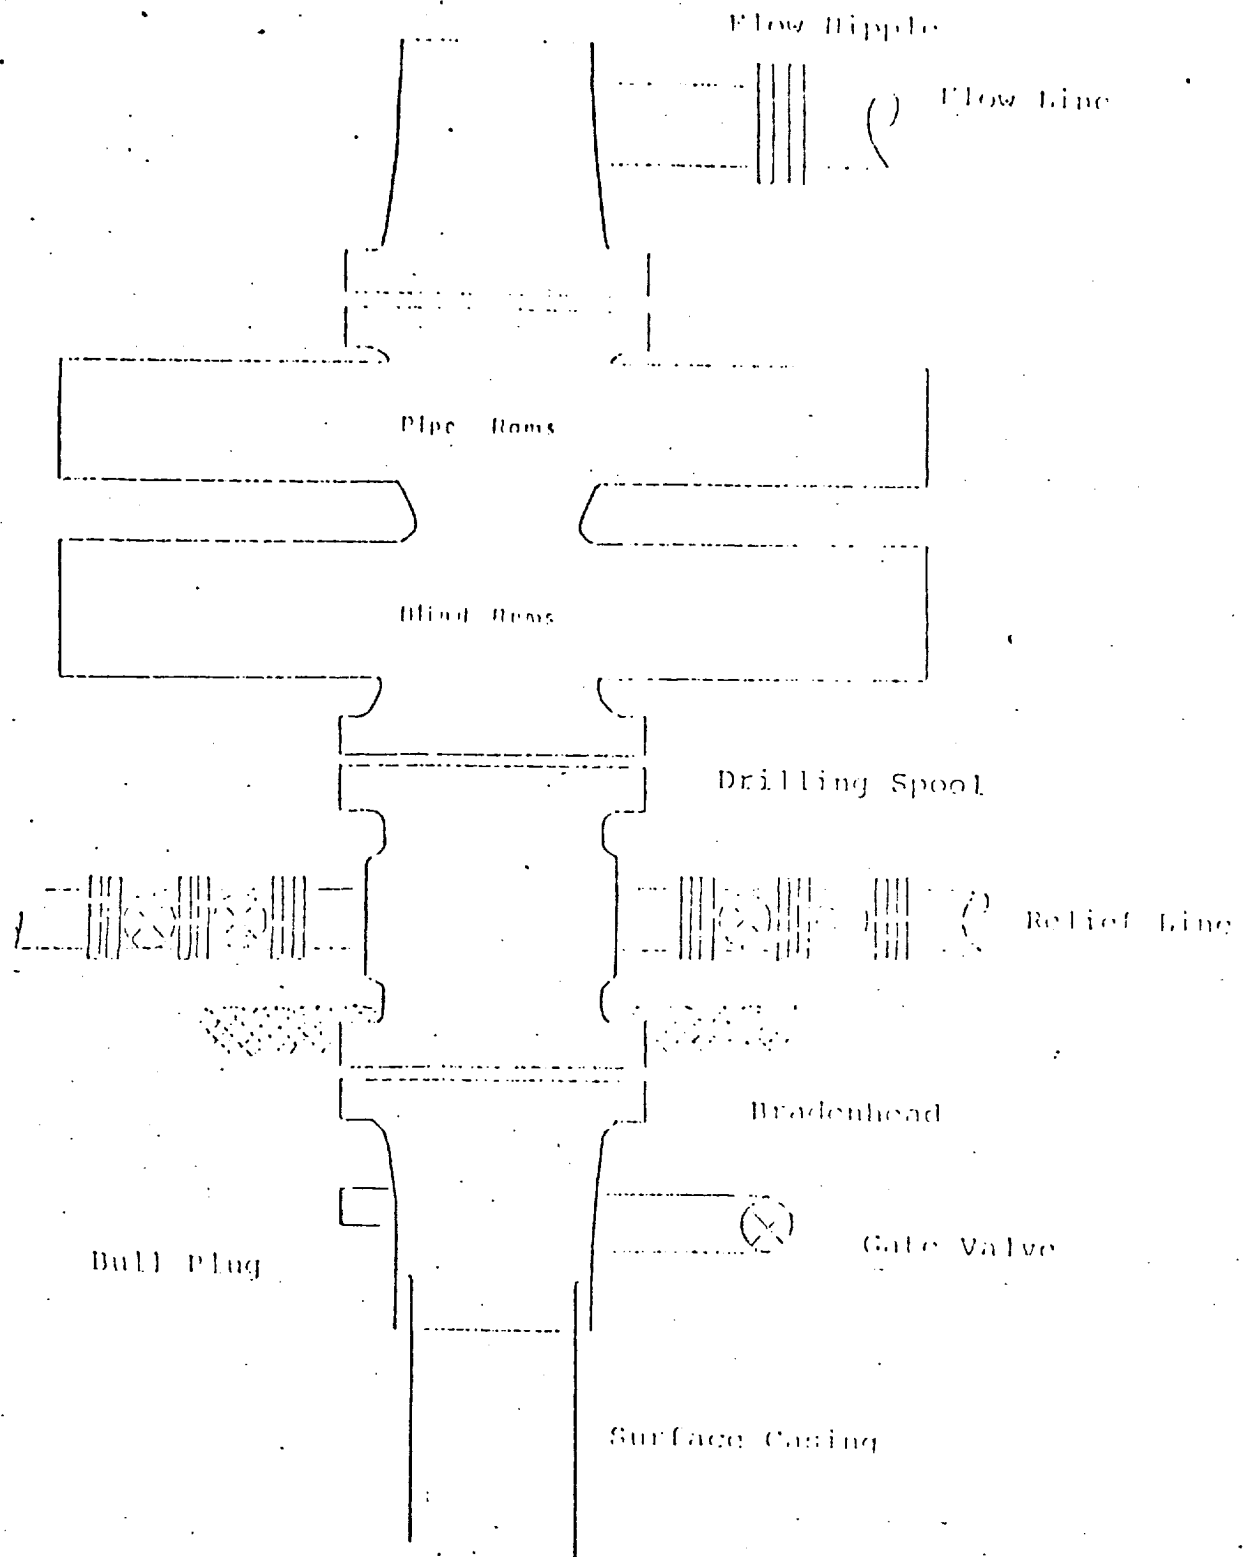 Flow Nipple
Flow Line
Pipe Rams
Blind Rams
Drilling Spool
Relief Line
Bradenhead
Gate Valve
Bull Plug
Surface Casing